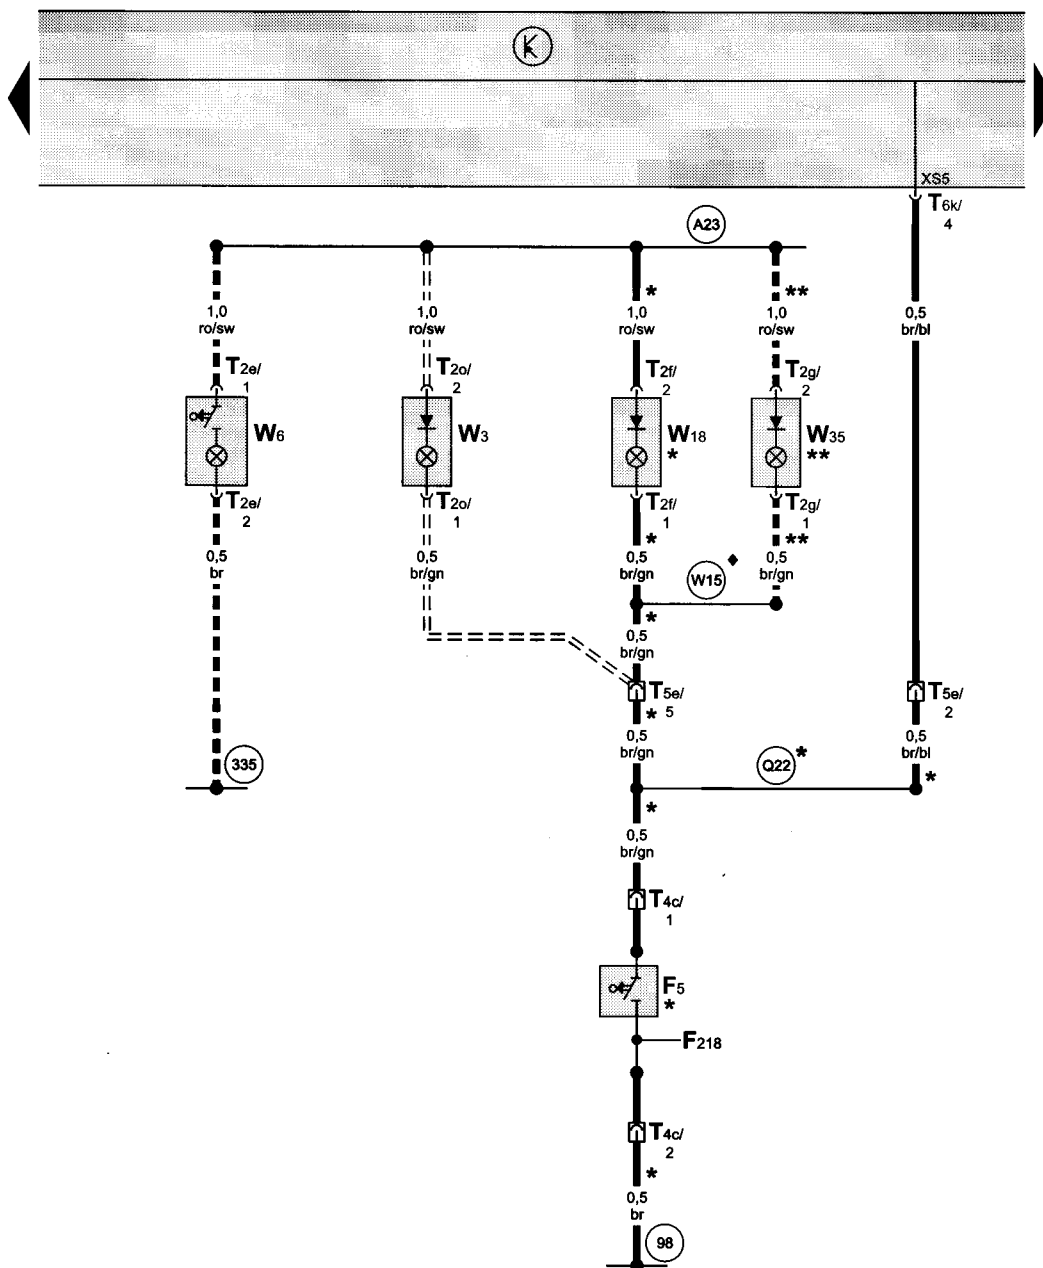 K
XS5
T6k/
4
A23
*
**
1,0
ro/sw
1,0
ro/sw
1,0
ro/sw
1,0
ro/sw
0,5
br/bl
T2e/
1
T2o/
2
T2f/
2
T2g/
2
W6
W3
W18
*
W35
**
T2e/
2
T2o/
1
T2f/
1
*
T2g/
1
**
0,5
br
0,5
br/gn
0,5
br/gn
W15 ♦
0,5
br/gn
*
0,5
br/gn
T5e/
5
*
T5e/
2
0,5
br/gn
0,5
br/bl
335
Q22 *
*
*
0,5
br/gn
T4c/
1
F5
*
F218
T4c/
2
*
0,5
br
98